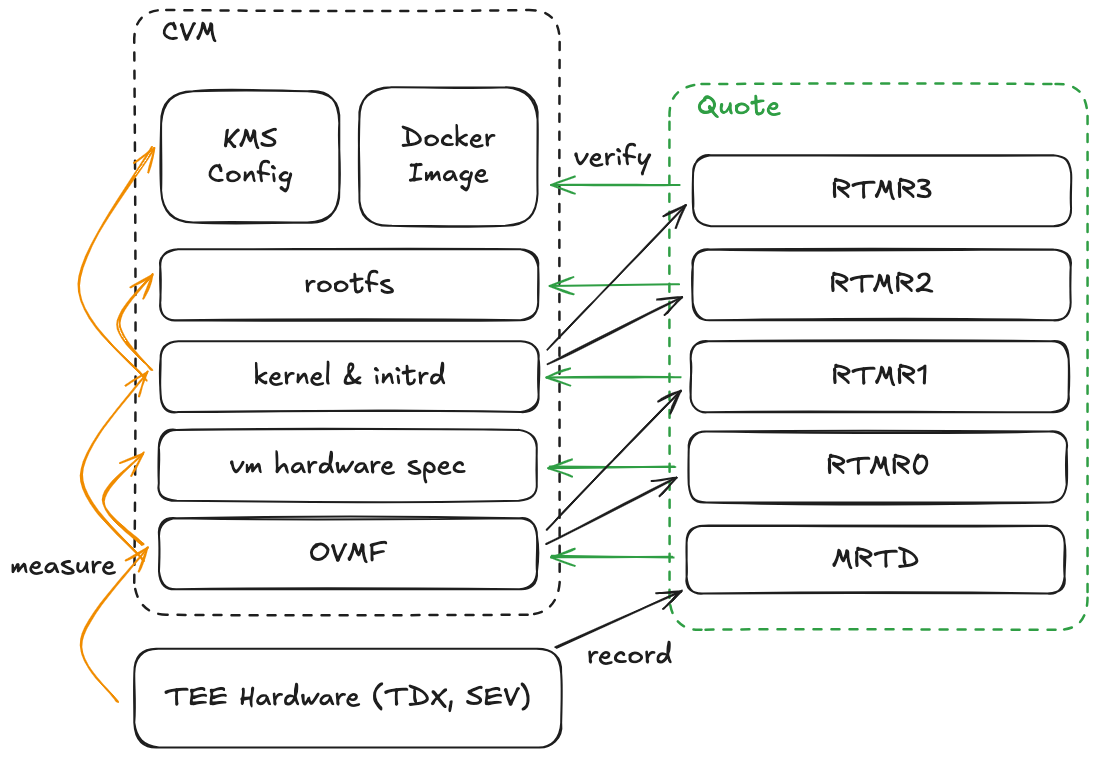 CVM
KMS
Config
Docker
Image
rootfs
kernel & initrd
vm hardware spec
OVMF
measure
TEE Hardware (TDX, SEV)
verify
record
Quote
RTMR3
RTMR2
RTMR1
RTMR0
MRTD